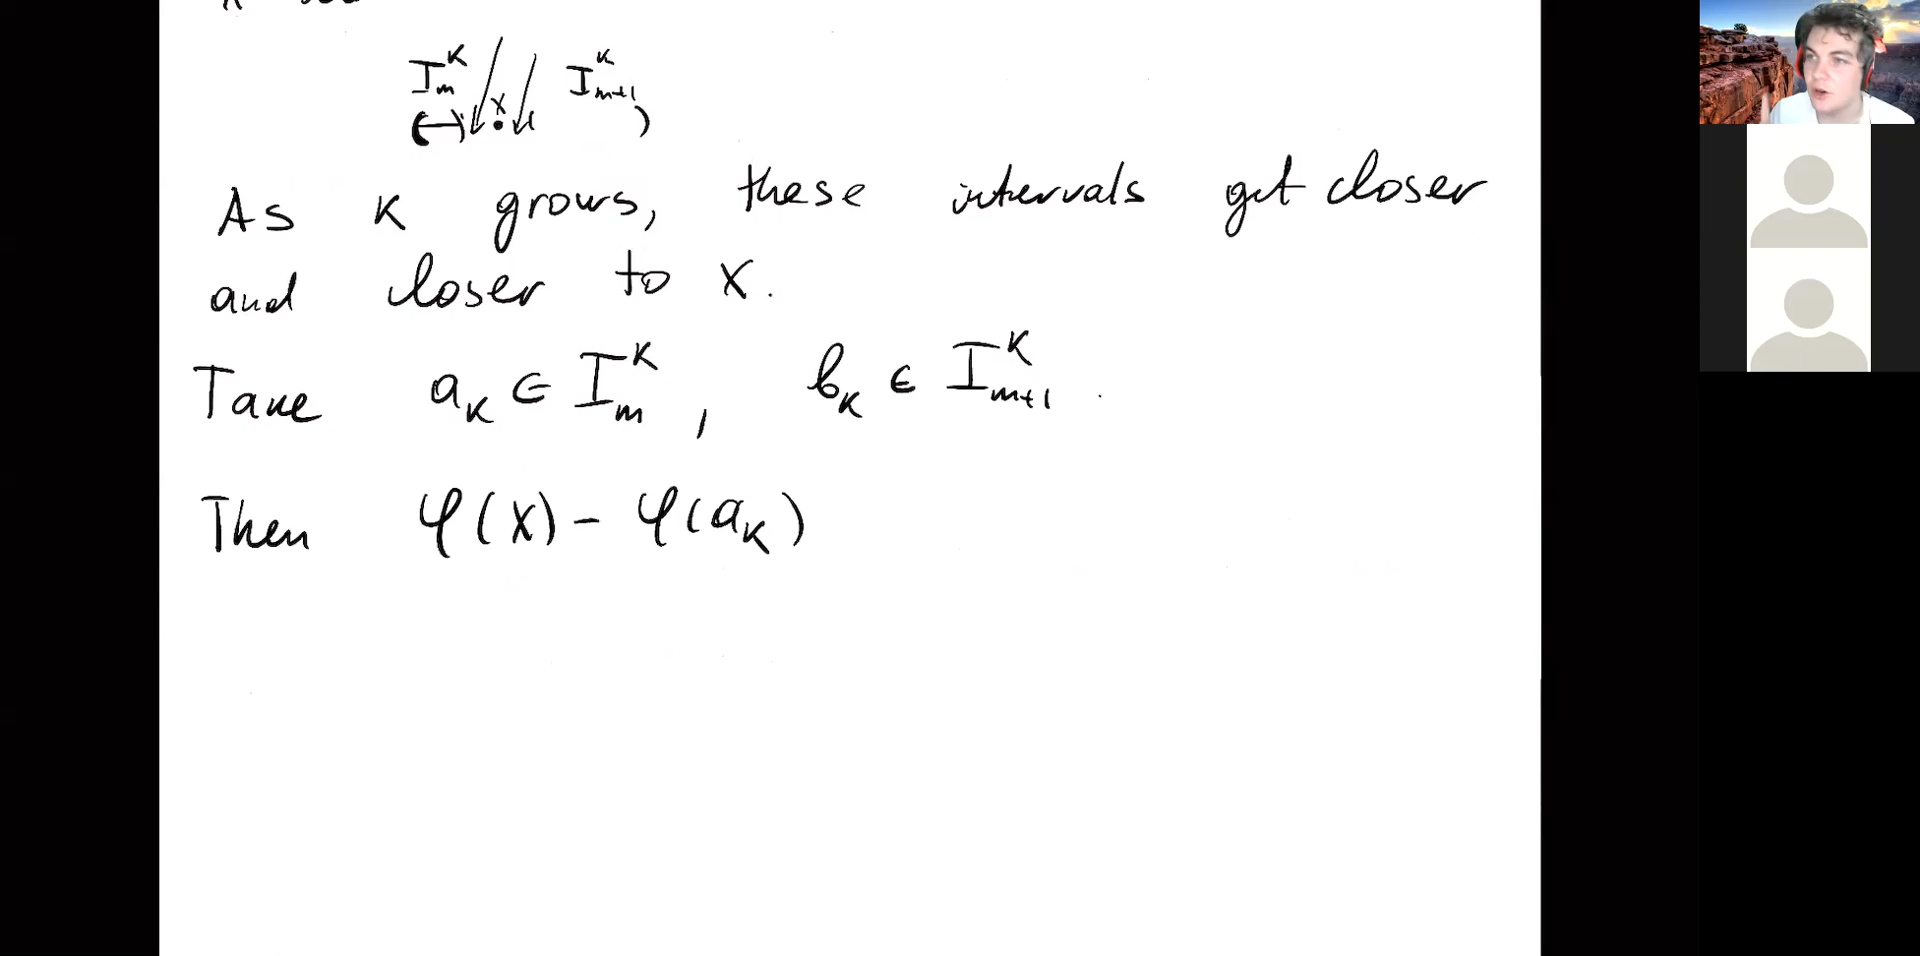 I_m^K x I_{m+1}^K
As K grows, these intervals get closer
and closer to x.
Take a_K ∈ I_m^K, b_K ∈ I_{m+1}^K.
Then φ(x) - φ(a_K)